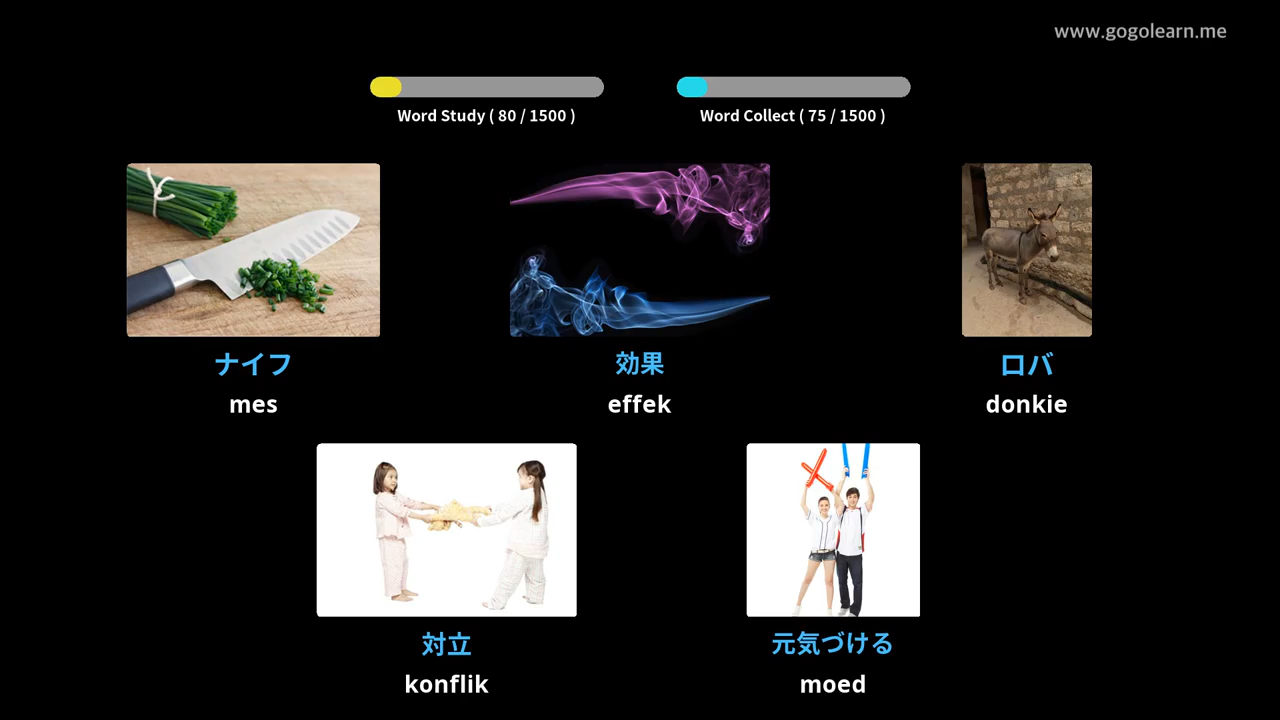 www.gogolearn.me
Word Study ( 80 / 1500 )
Word Collect ( 75 / 1500 )
ナイフ
mes
効果
effek
ロバ
donkie
対立
konflik
元気づける
moed